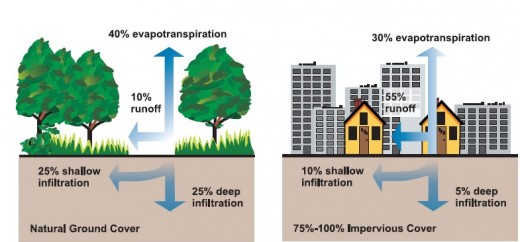 40% evapotranspiration
10%
runoff
25% shallow
infiltration
25% deep
infiltration
Natural Ground Cover
30% evapotranspiration
55%
runoff
10% shallow
infiltration
5% deep
infiltration
75%-100% Impervious Cover